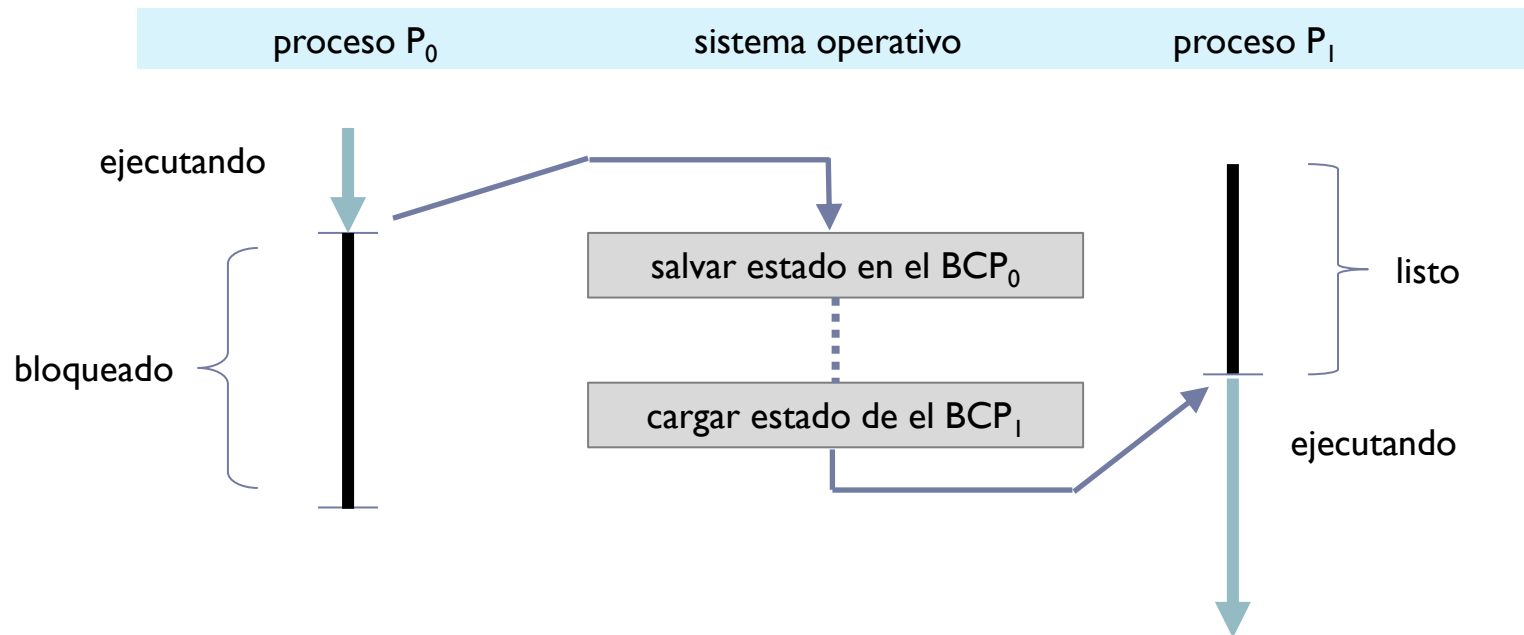 proceso P₀
sistema operativo
proceso P₁
ejecutando
salvar estado en el BCP₀
listo
bloqueado
cargar estado de el BCP₁
ejecutando